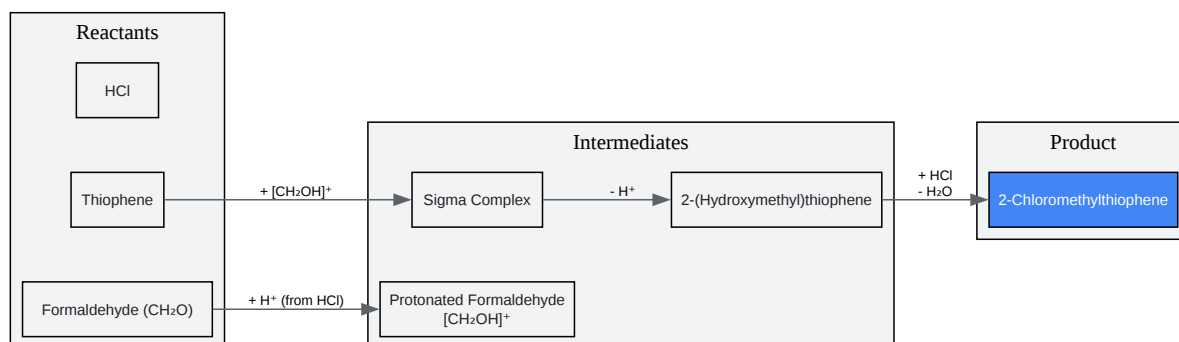 Reactants
HCl
Thiophene
Formaldehyde (CH₂O)
+ [CH₂OH]⁺
+ H⁺ (from HCl)
Intermediates
Sigma Complex
- H⁺
2-(Hydroxymethyl)thiophene
Protonated Formaldehyde
[CH₂OH]⁺
+ HCl
- H₂O
Product
2-Chloromethylthiophene